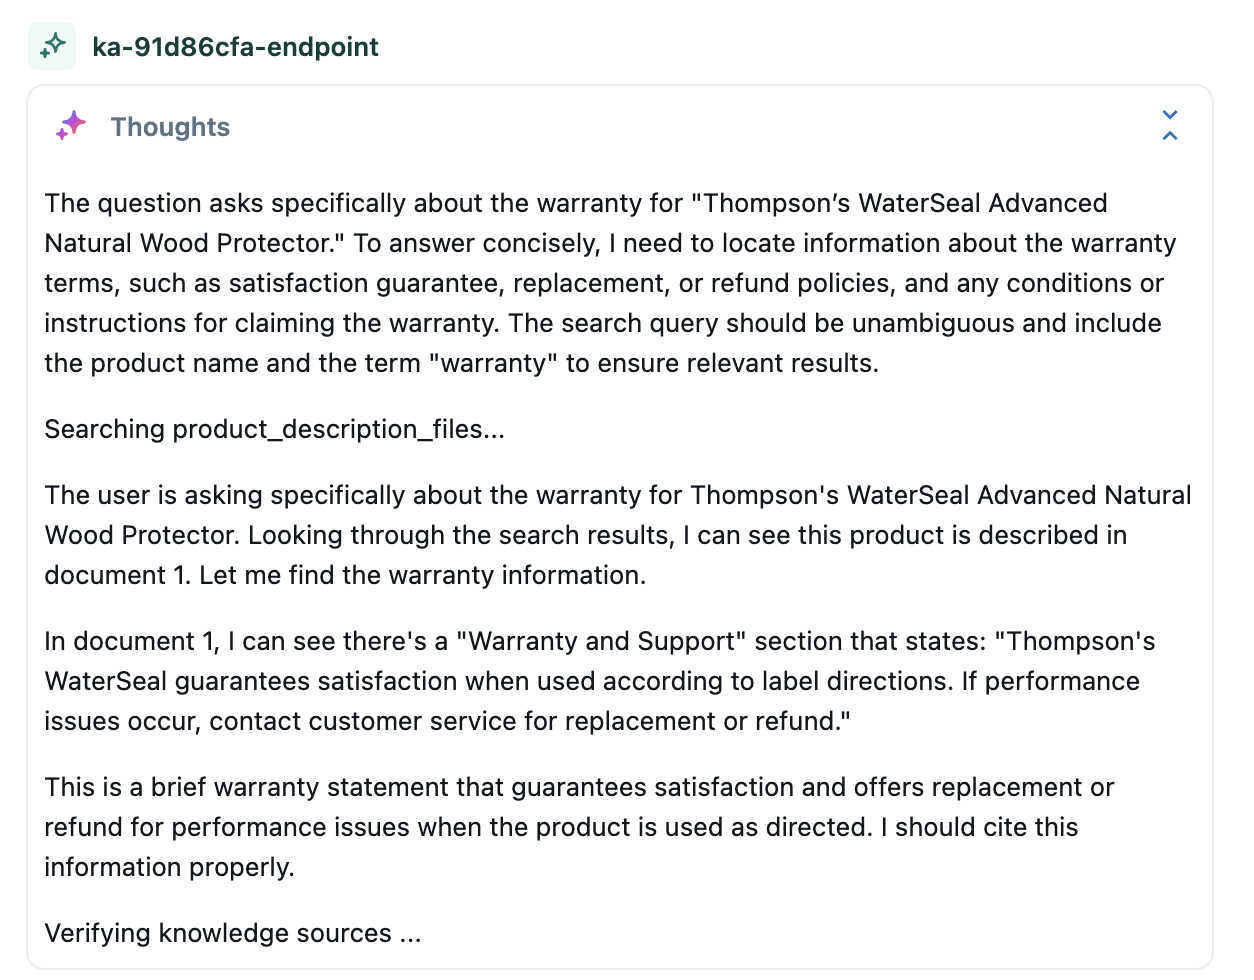 ka-91d86cfa-endpoint
Thoughts
The question asks specifically about the warranty for "Thompson’s WaterSeal Advanced
Natural Wood Protector." To answer concisely, I need to locate information about the warranty
terms, such as satisfaction guarantee, replacement, or refund policies, and any conditions or
instructions for claiming the warranty. The search query should be unambiguous and include
the product name and the term "warranty" to ensure relevant results.
Searching product_description_files...
The user is asking specifically about the warranty for Thompson's WaterSeal Advanced Natural
Wood Protector. Looking through the search results, I can see this product is described in
document 1. Let me find the warranty information.
In document 1, I can see there's a "Warranty and Support" section that states: "Thompson's
WaterSeal guarantees satisfaction when used according to label directions. If performance
issues occur, contact customer service for replacement or refund."
This is a brief warranty statement that guarantees satisfaction and offers replacement or
refund for performance issues when the product is used as directed. I should cite this
information properly.
Verifying knowledge sources ...